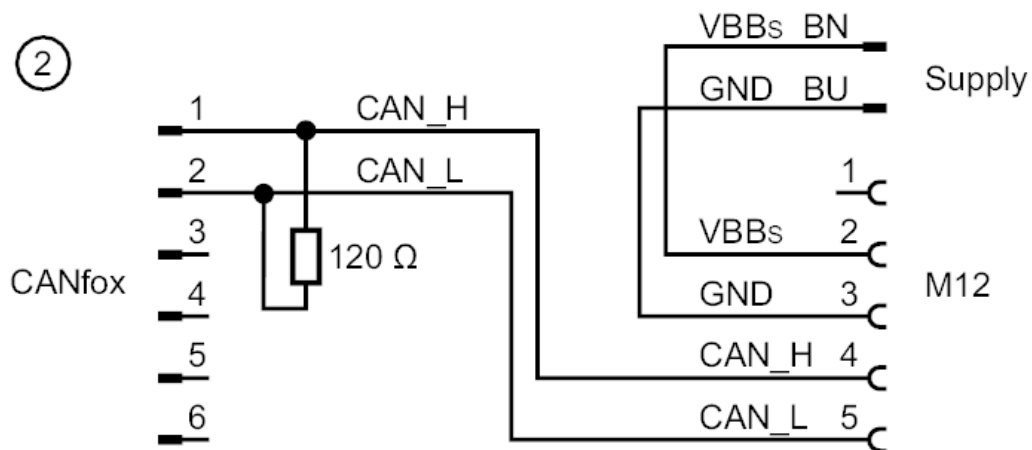 2
VBBs BN
Supply
GND BU
1 CAN_H
2 CAN_L
1
3
120 Ω
VBBs 2
CANfox
M12
4
GND 3
5
CAN_H 4
6
CAN_L 5